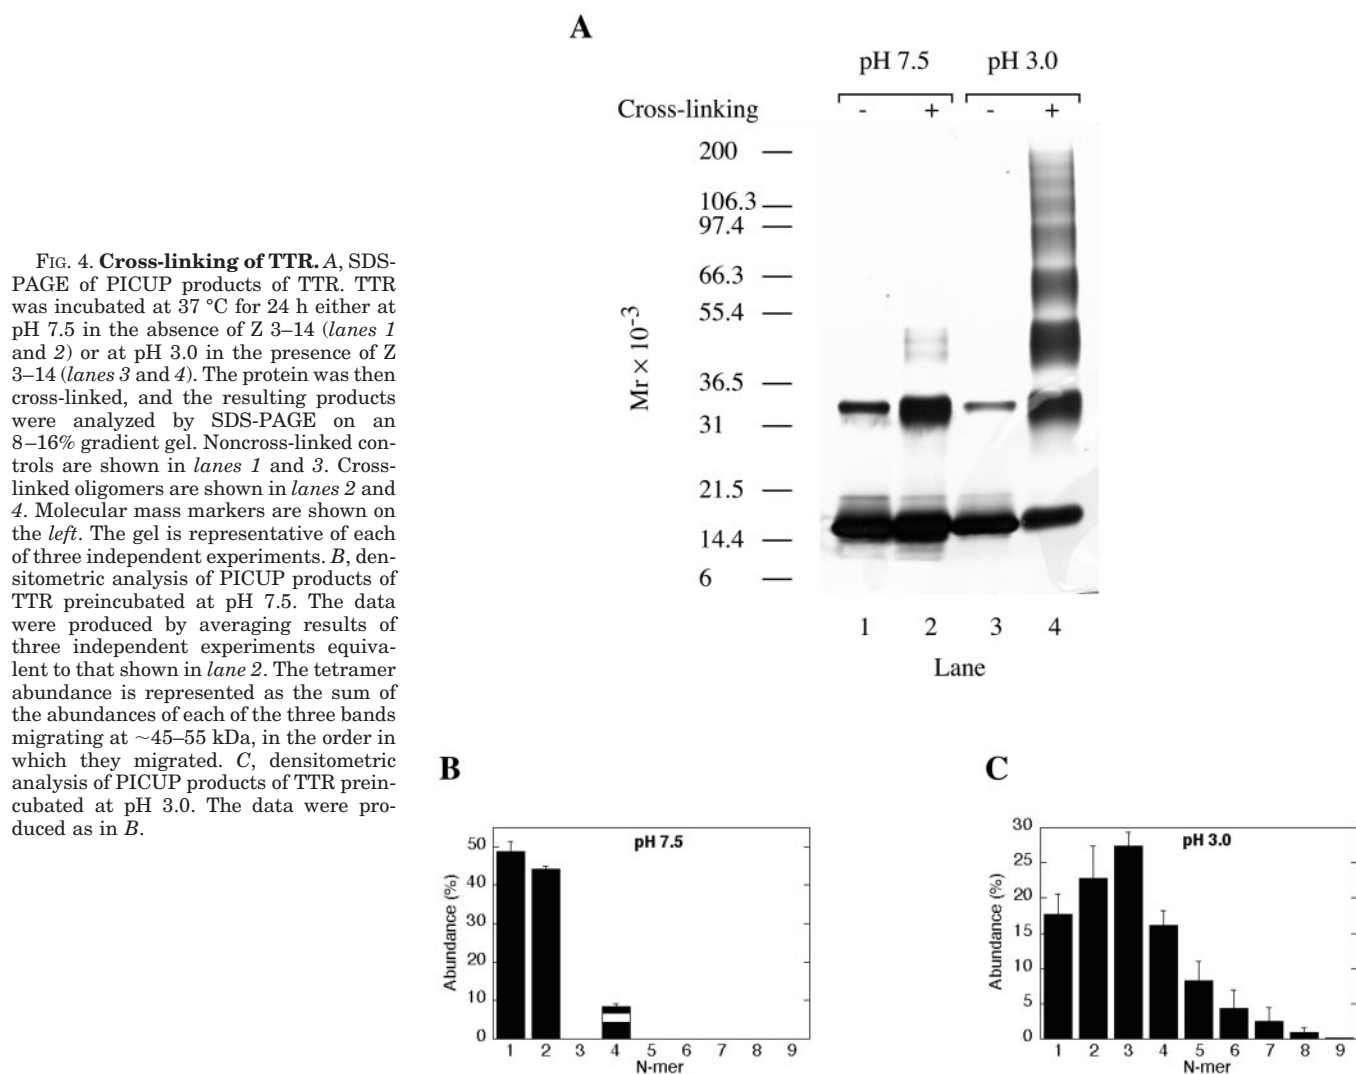 FIG. 4. Cross-linking of TTR. A, SDS-
PAGE of PICUP products of TTR. TTR
was incubated at 37 °C for 24 h either at
pH 7.5 in the absence of Z 3–14 (lanes 1
and 2) or at pH 3.0 in the presence of Z
3–14 (lanes 3 and 4). The protein was then
cross-linked, and the resulting products
were analyzed by SDS-PAGE on an
8–16% gradient gel. Noncross-linked con-
trols are shown in lanes 1 and 3. Cross-
linked oligomers are shown in lanes 2 and
4. Molecular mass markers are shown on
the left. The gel is representative of each
of three independent experiments. B, den-
sitometric analysis of PICUP products of
TTR preincubated at pH 7.5. The data
were produced by averaging results of
three independent experiments equiva-
lent to that shown in lane 2. The tetramer
abundance is represented as the sum of
the abundances of each of the three bands
migrating at ~45–55 kDa, in the order in
which they migrated. C, densitometric
analysis of PICUP products of TTR prein-
cubated at pH 3.0. The data were pro-
duced as in B.
A
pH 7.5 pH 3.0
Cross-linking - + - +
200
106.3
97.4
66.3
55.4
36.5
31
21.5
14.4
6
Mr × 10-3
1 2 3 4
Lane
B
pH 7.5
50
40
30
20
10
0
Abundance (%)
1 2 3 4 5 6 7 8 9
N-mer
C
pH 3.0
30
25
20
15
10
5
0
Abundance (%)
1 2 3 4 5 6 7 8 9
N-mer